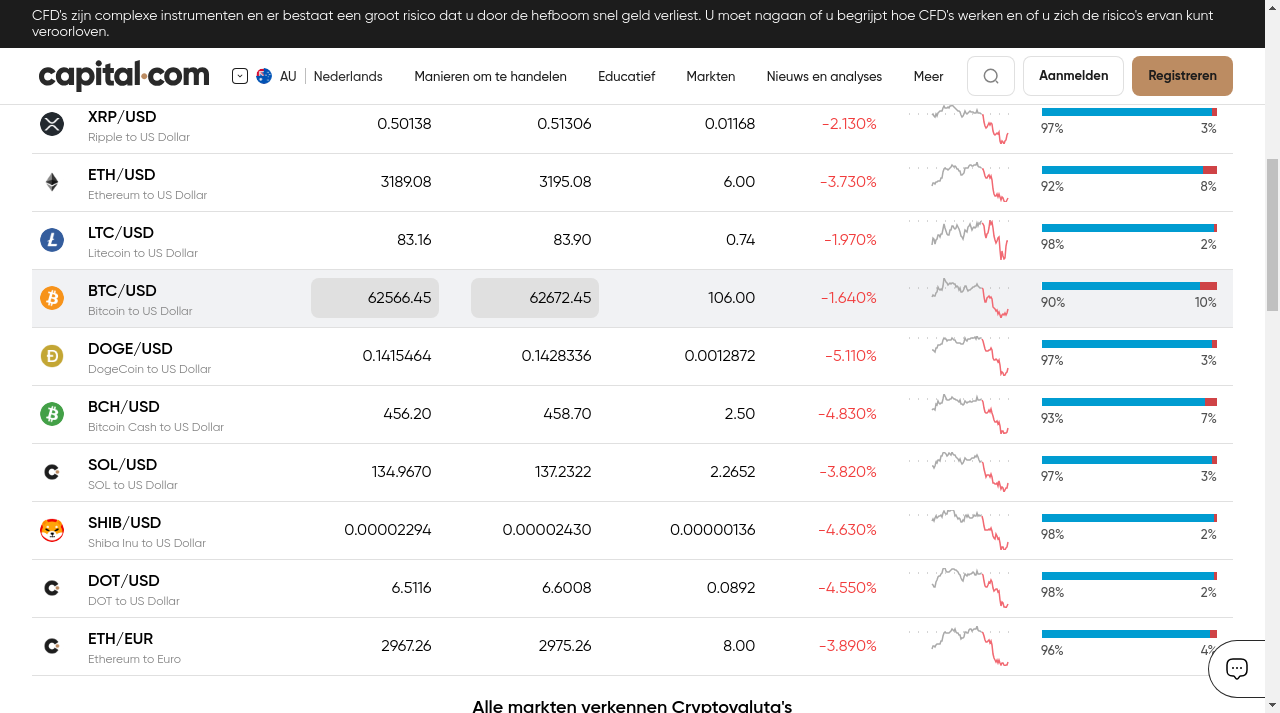 CFD's zijn complexe instrumenten en er bestaat een groot risico dat u door de hefboom snel geld verliest. U moet nagaan of u begrijpt hoe CFD's werken en of u zich de risico's ervan kunt
veroorloven.
capital.com AU Nederlands Manieren om te handelen Educatief Markten Nieuws en analyses Meer Aanmelden Registreren
XRP/USD 0.50138 0.51306 0.01168 -2.130%
Ripple to US Dollar 97% 3%
ETH/USD 3189.08 3195.08 6.00 -3.730%
Ethereum to US Dollar 92% 8%
LTC/USD 83.16 83.90 0.74 -1.970%
Litecoin to US Dollar 98% 2%
BTC/USD 62566.45 62672.45 106.00 -1.640%
Bitcoin to US Dollar 90% 10%
DOGE/USD 0.1415464 0.1428336 0.0012872 -5.110%
DogeCoin to US Dollar 97% 3%
BCH/USD 456.20 458.70 2.50 -4.830%
Bitcoin Cash to US Dollar 93% 7%
SOL/USD 134.9670 137.2322 2.2652 -3.820%
SOL to US Dollar 97% 3%
SHIB/USD 0.00002294 0.00002430 0.00000136 -4.630%
Shiba Inu to US Dollar 98% 2%
DOT/USD 6.5116 6.6008 0.0892 -4.550%
DOT to US Dollar 98% 2%
ETH/EUR 2967.26 2975.26 8.00 -3.890%
Ethereum to Euro 96% 4%
Alle markten verkennen Cryptovaluta's